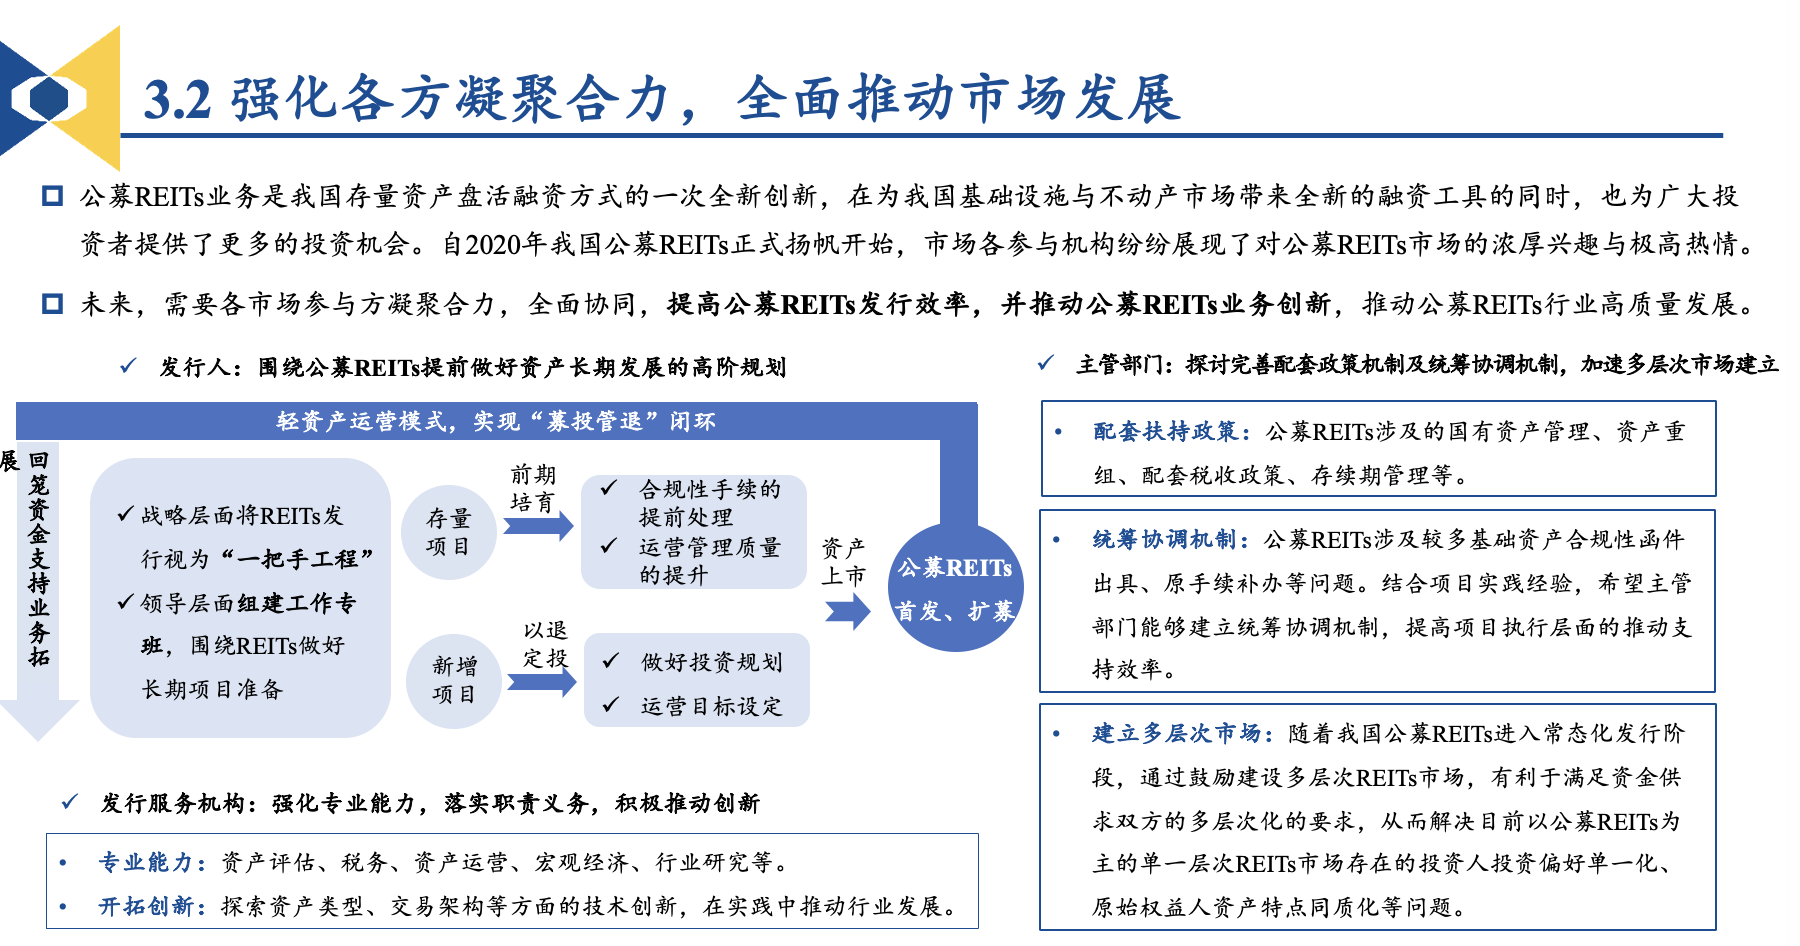 3.2 强化各方凝聚合力，全面推动市场发展
公募REITs业务是我国存量资产盘活融资方式的一次全新创新，在为我国基础设施与不动产市场带来全新的融资工具的同时，也为广大投
资者提供了更多的投资机会。自2020年我国公募REITs正式扬帆开始，市场各参与机构纷纷展现了对公募REITs市场的浓厚兴趣与极高热情。
未来，需要各市场参与方凝聚合力，全面协同，提高公募REITs发行效率，并推动公募REITs业务创新，推动公募REITs行业高质量发展。
✓ 发行人：围绕公募REITs提前做好资产长期发展的高阶规划
轻资产运营模式，实现“募投管退”闭环
回笼资金支持业务拓
展
✓ 战略层面将REITs发
行视为“一把手工程”
✓ 领导层面组建工作专
班，围绕REITs做好
长期项目准备
存量
项目
前期
培育
✓ 合规性手续的
提前处理
✓ 运营管理质量
的提升
新增
项目
以退
定投
✓ 做好投资规划
✓ 运营目标设定
资产
上市
公募REITs
首发、扩募
✓ 发行服务机构：强化专业能力，落实职责义务，积极推动创新
• 专业能力：资产评估、税务、资产运营、宏观经济、行业研究等。
• 开拓创新：探索资产类型、交易架构等方面的技术创新，在实践中推动行业发展。
✓ 主管部门：探讨完善配套政策机制及统筹协调机制，加速多层次市场建立
• 配套扶持政策：公募REITs涉及的国有资产管理、资产重
组、配套税收政策、存续期管理等。
• 统筹协调机制：公募REITs涉及较多基础资产合规性函件
出具、原手续补办等问题。结合项目实践经验，希望主管
部门能够建立统筹协调机制，提高项目执行层面的推动支
持效率。
• 建立多层次市场：随着我国公募REITs进入常态化发行阶
段，通过鼓励建设多层次REITs市场，有利于满足资金供
求双方的多层次化的要求，从而解决目前以公募REITs为
主的单一层次REITs市场存在的投资人投资偏好单一化、
原始权益人资产特点同质化等问题。